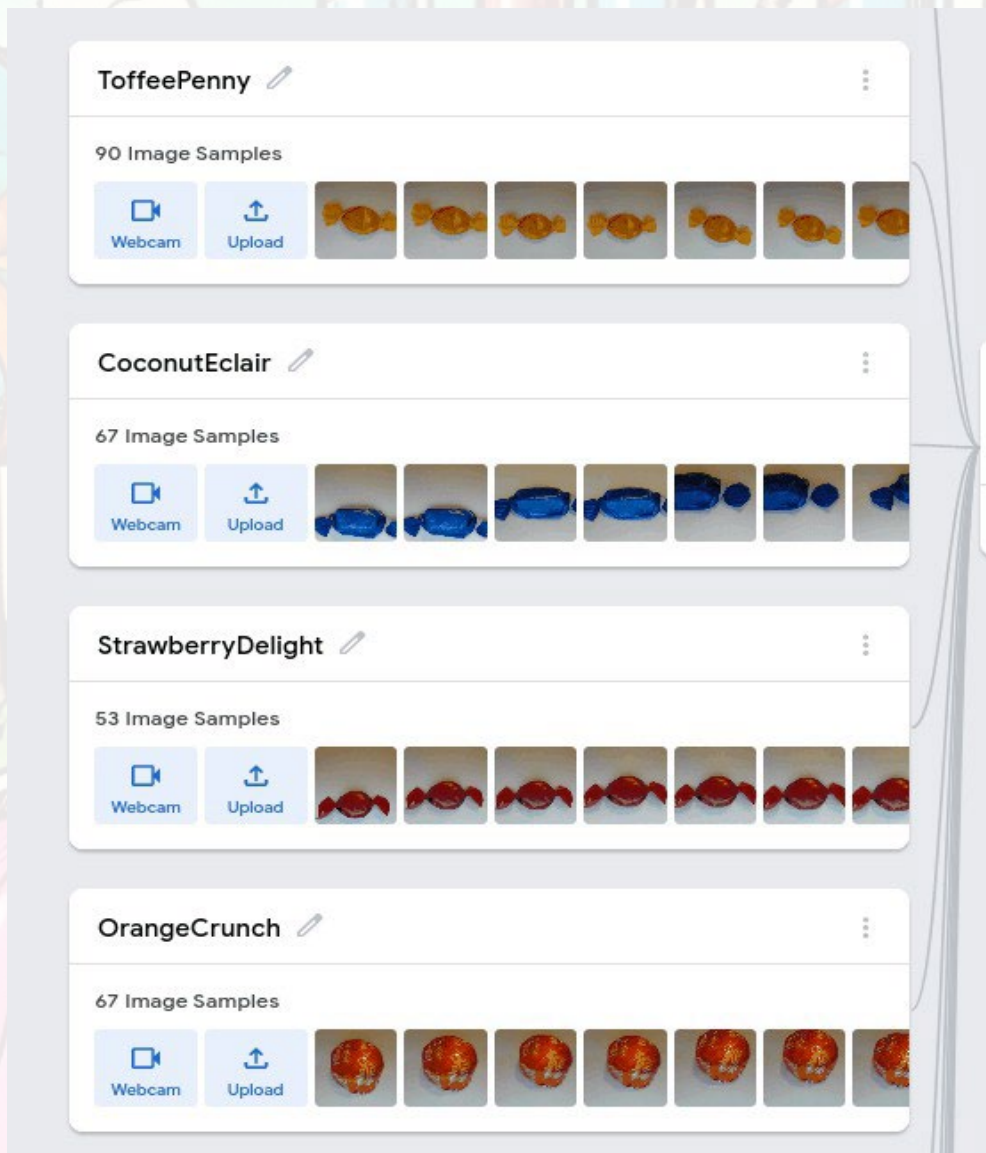 ToffeePenny
90 Image Samples
Webcam
Upload
CoconutEclair
67 Image Samples
Webcam
Upload
StrawberryDelight
53 Image Samples
Webcam
Upload
OrangeCrunch
67 Image Samples
Webcam
Upload